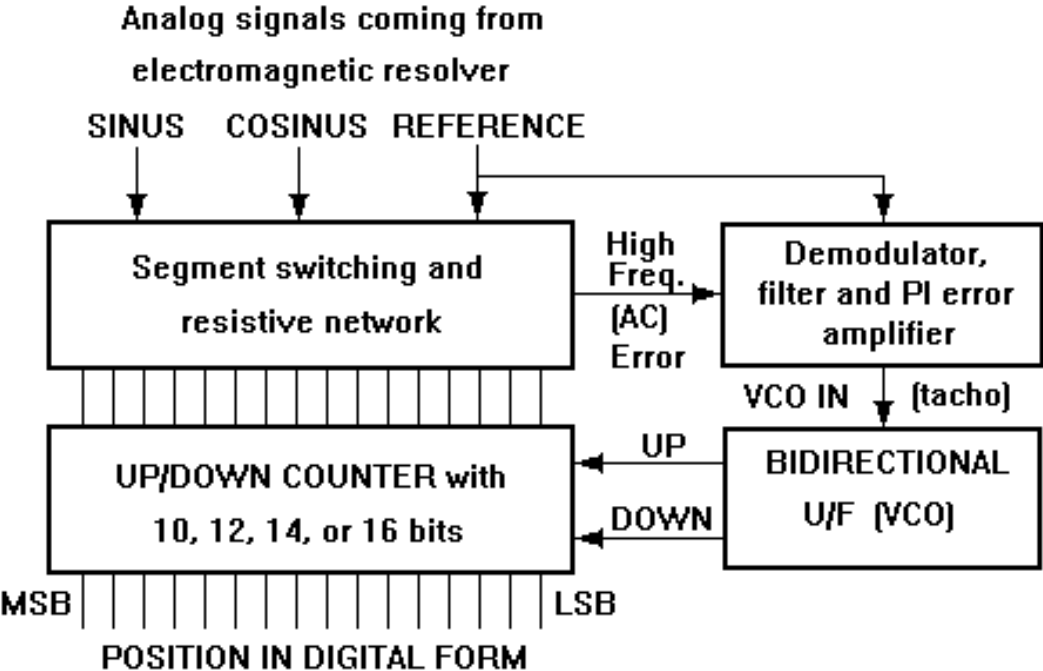 Analog signals coming from
electromagnetic resolver
SINUS COSINUS REFERENCE
Segment switching and
resistive network
High
Freq.
(AC)
Error
Demodulator,
filter and PI error
amplifier
VCO IN (tacho)
UP/DOWN COUNTER with
10, 12, 14, or 16 bits
UP
DOWN
BIDIRECTIONAL
U/F (VCO)
MSB
LSB
POSITION IN DIGITAL FORM